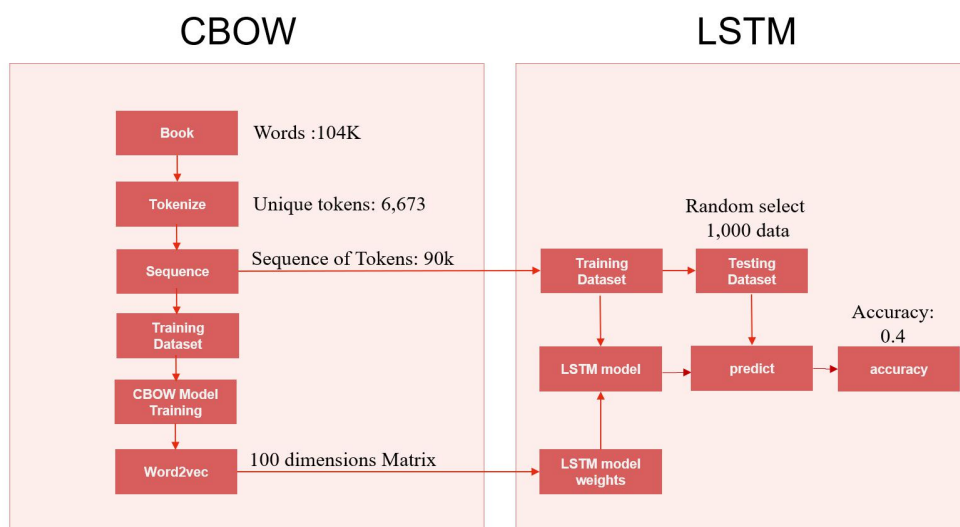 CBOW
Book
Words :104K
Tokenize
Unique tokens: 6,673
Sequence
Sequence of Tokens: 90k
Training
Dataset
CBOW Model
Training
Word2vec
100 dimensions Matrix
LSTM
Random select
1,000 data
Training
Dataset
Testing
Dataset
Accuracy:
0.4
LSTM model
predict
accuracy
LSTM model
weights